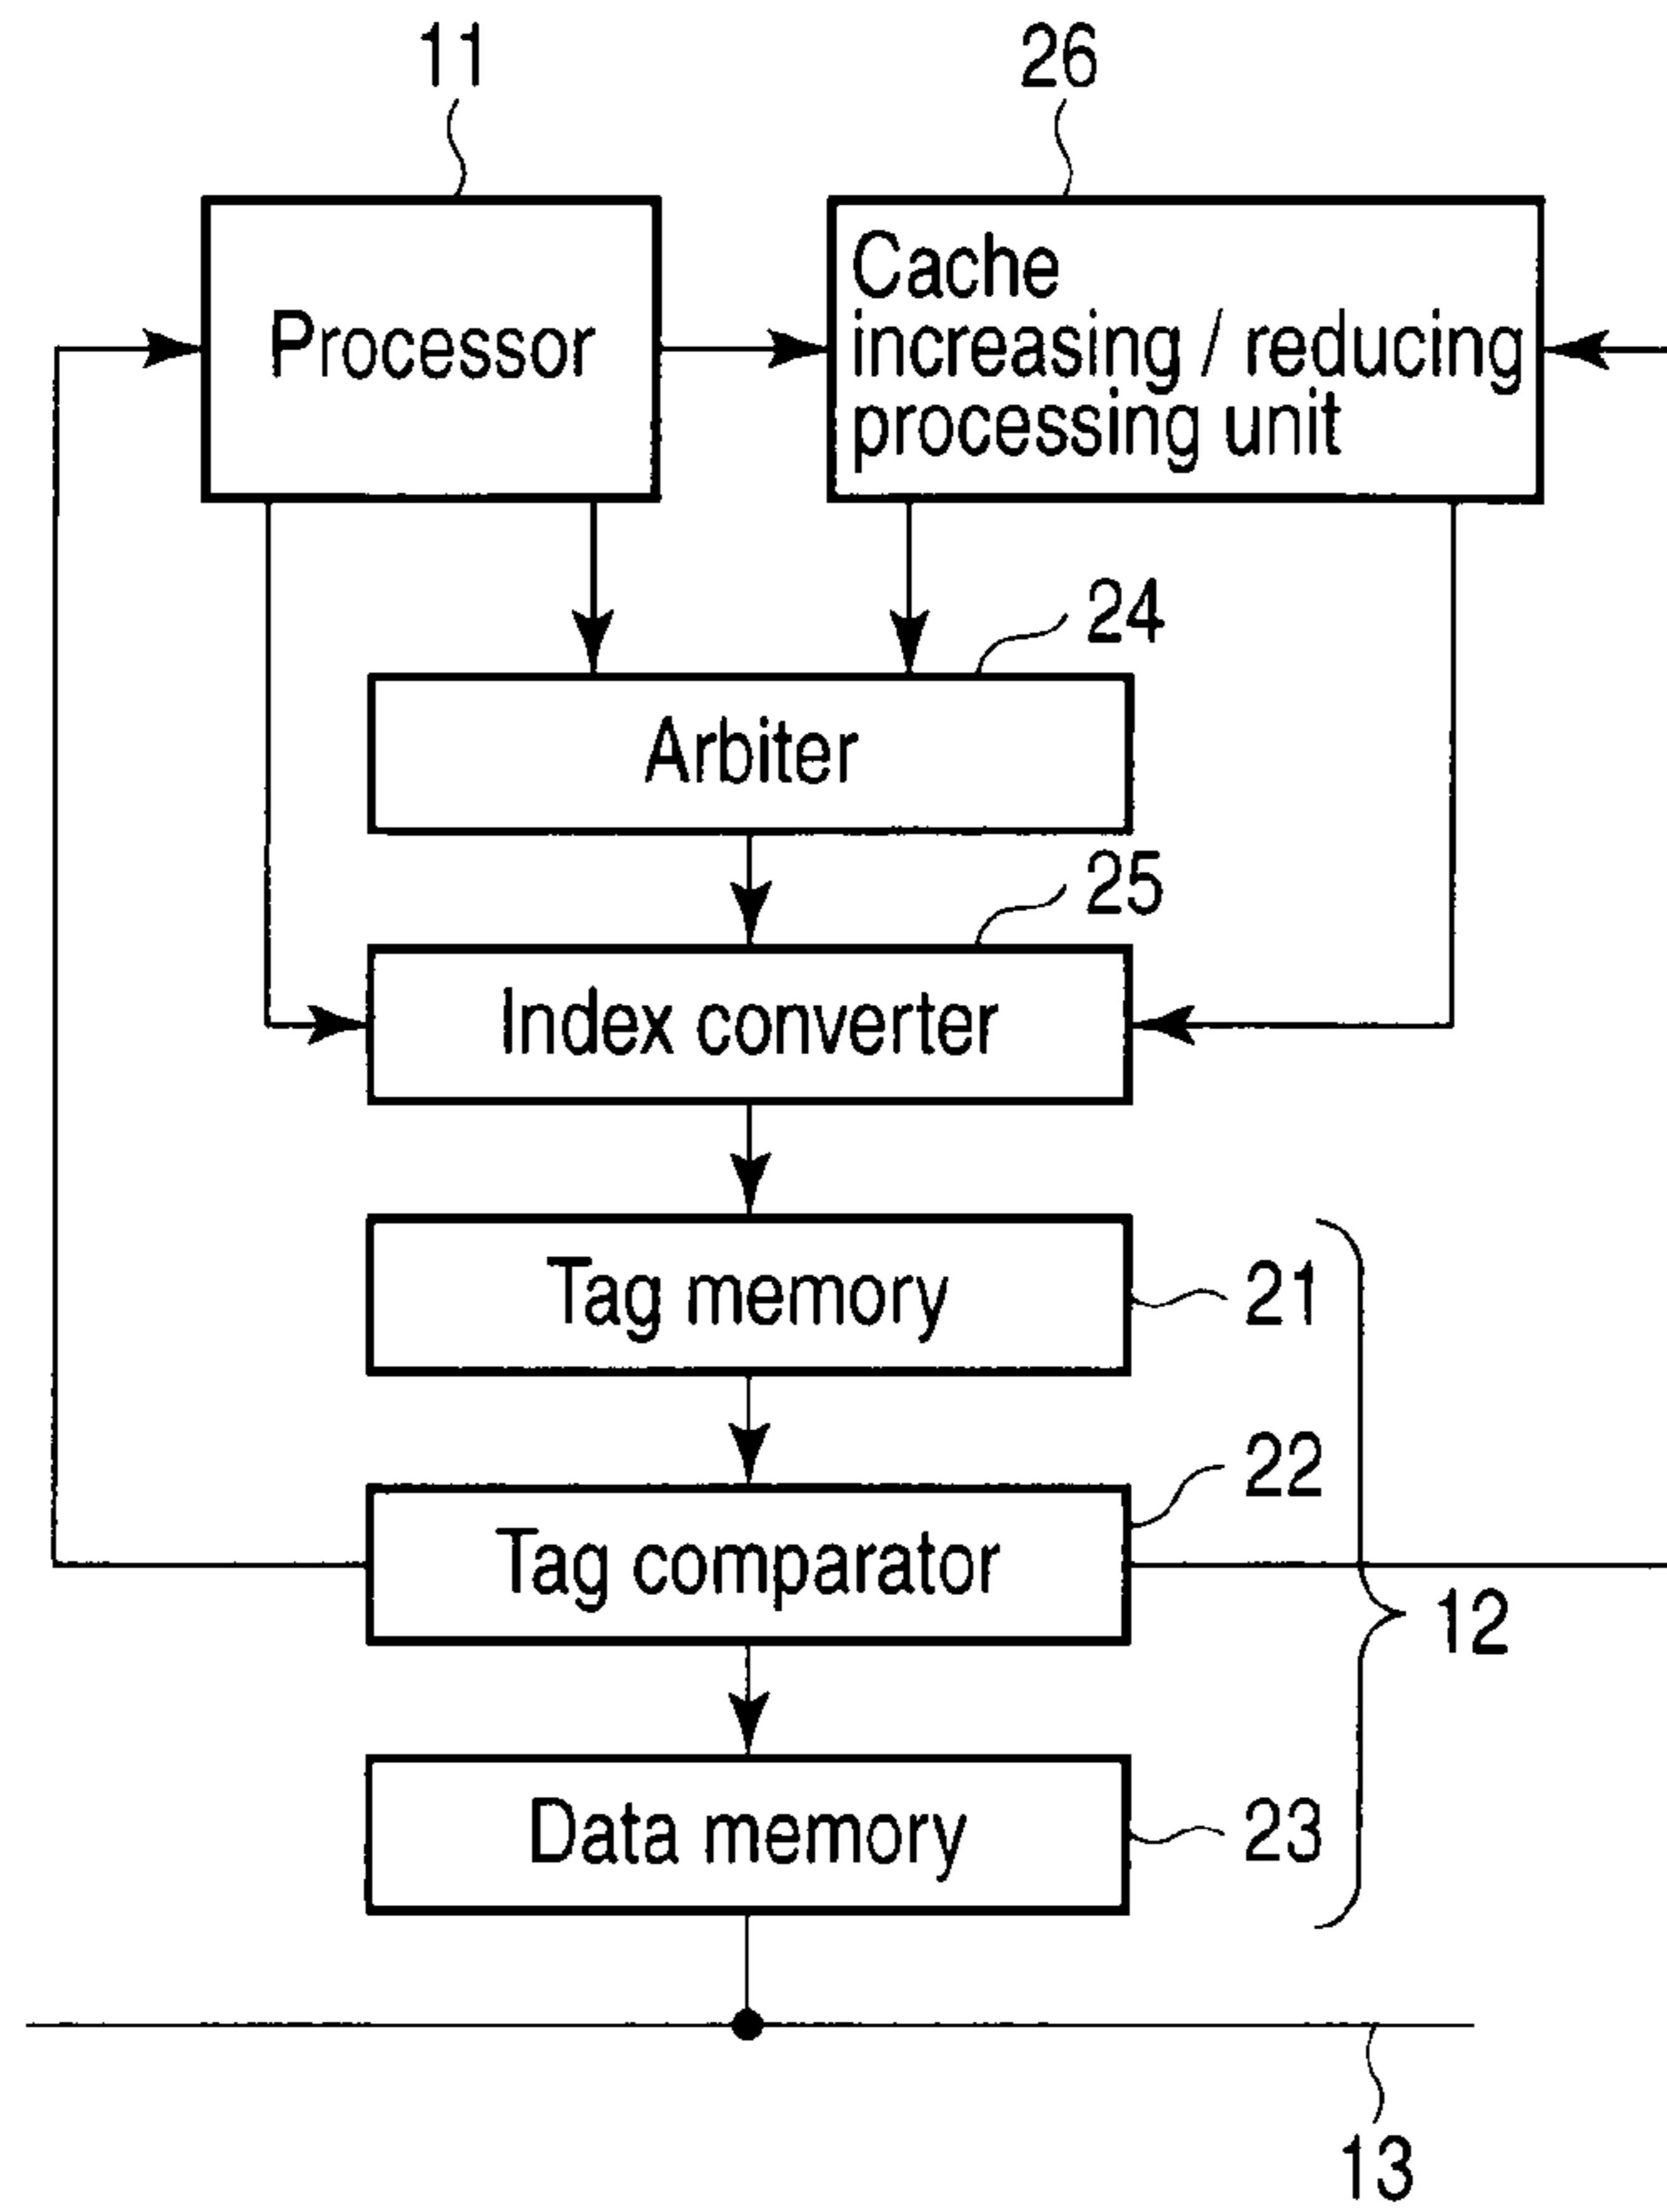 11
26
Processor
Cache
increasing / reducing
processing unit
24
Arbiter
25
Index converter
Tag memory
21
22
Tag comparator
12
Data memory
23
13